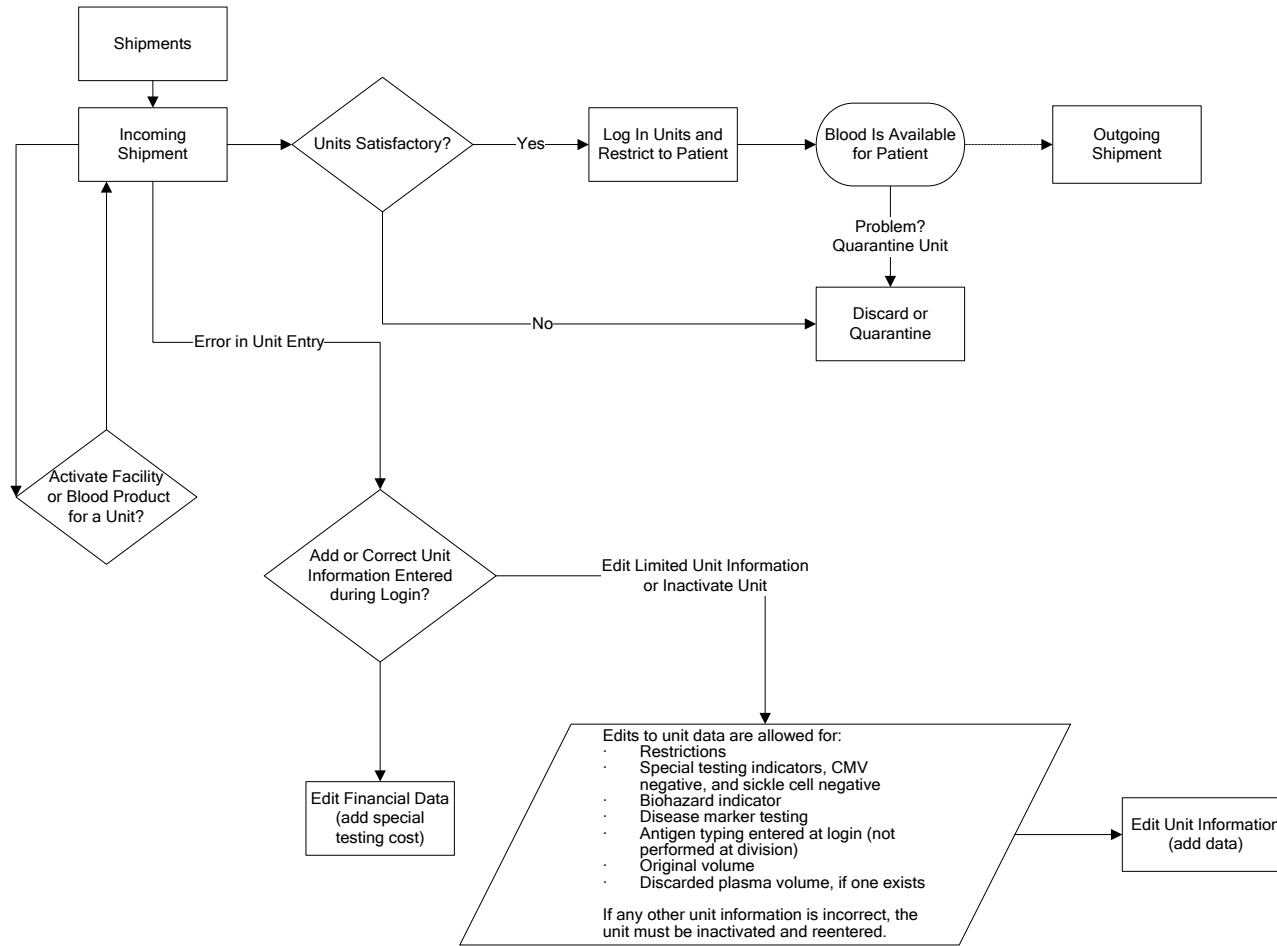 Shipments
Incoming
Shipment
Units Satisfactory?
Yes
Log In Units and
Restrict to Patient
Blood Is Available
for Patient
Outgoing
Shipment
Problem?
Quarantine Unit
Discard or
Quarantine
No
Error in Unit Entry
Activate Facility
or Blood Product
for a Unit?
Add or Correct Unit
Information Entered
during Login?
Edit Limited Unit Information
or Inactivate Unit
Edit Financial Data
(add special
testing cost)
Edits to unit data are allowed for:
· Restrictions
· Special testing indicators, CMV
negative, and sickle cell negative
· Biohazard indicator
· Disease marker testing
· Antigen typing entered at login (not
performed at division)
· Original volume
· Discarded plasma volume, if one exists
If any other unit information is incorrect, the
unit must be inactivated and reentered.
Edit Unit Information
(add data)